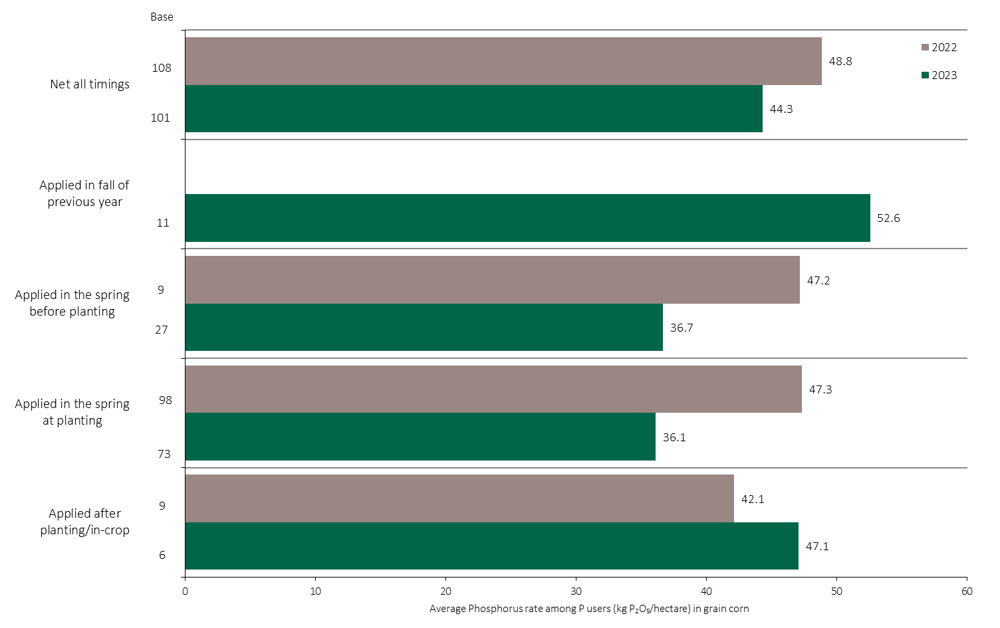 Base
2022
48.8
108
2023
Net all timings
44.3
101
Applied in fall of
previous year
52.6
11
47.2
9
Applied in the spring
before planting
36.7
27
47.3
98
Applied in the spring
at planting
36.1
73
42.1
9
Applied after
planting/in-crop
47.1
6
0 10 20 30 40 50 60
Average Phosphorus rate among P users (kg P₂O₅/hectare) in grain corn